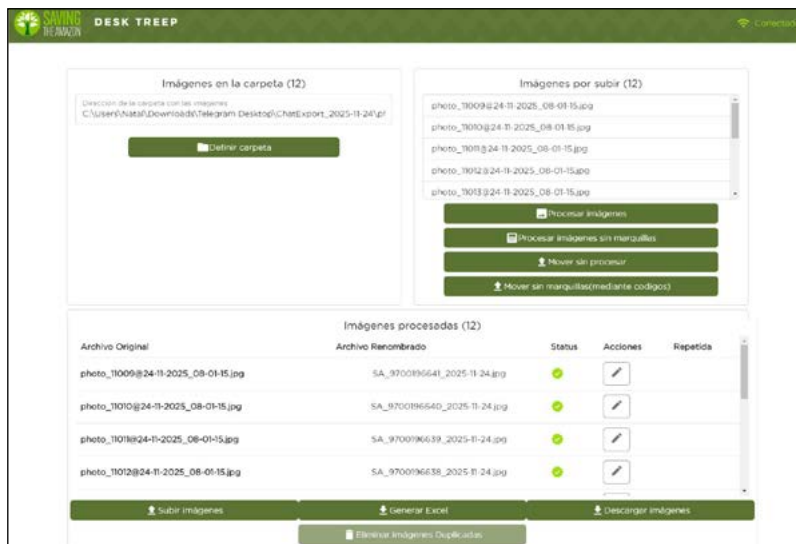 SAVING
THE AMAZON
DESK TREEP
Conectado
Imágenes en la carpeta (12)
Dirección de la carpeta con las imagenes
C:\Users\Natal\Downloads\Telegram Desktop\ChatExport_2025-11-24\ph
Definir carpeta
Imágenes por subir (12)
photo_11009@24-11-2025_08-01-15.jpg
photo_11010@24-11-2025_08-01-15.jpg
photo_11011@24-11-2025_08-01-15.jpg
photo_11012@24-11-2025_08-01-15.jpg
photo_11013@24-11-2025_08-01-15.jpg
Procesar imágenes
Procesar imágenes sin marquillas
Mover sin procesar
Mover sin marquillas(mediante codigos)
Imágenes procesadas (12)
Archivo Original Archivo Renombrado Status Acciones Repetida
photo_11009@24-11-2025_08-01-15.jpg SA_9700196641_2025-11-24.jpg
photo_11010@24-11-2025_08-01-15.jpg SA_9700196640_2025-11-24.jpg
photo_11011@24-11-2025_08-01-15.jpg SA_9700196639_2025-11-24.jpg
photo_11012@24-11-2025_08-01-15.jpg SA_9700196638_2025-11-24.jpg
Subir imágenes Generar Excel Descargar imágenes
Eliminar Imágenes Duplicadas